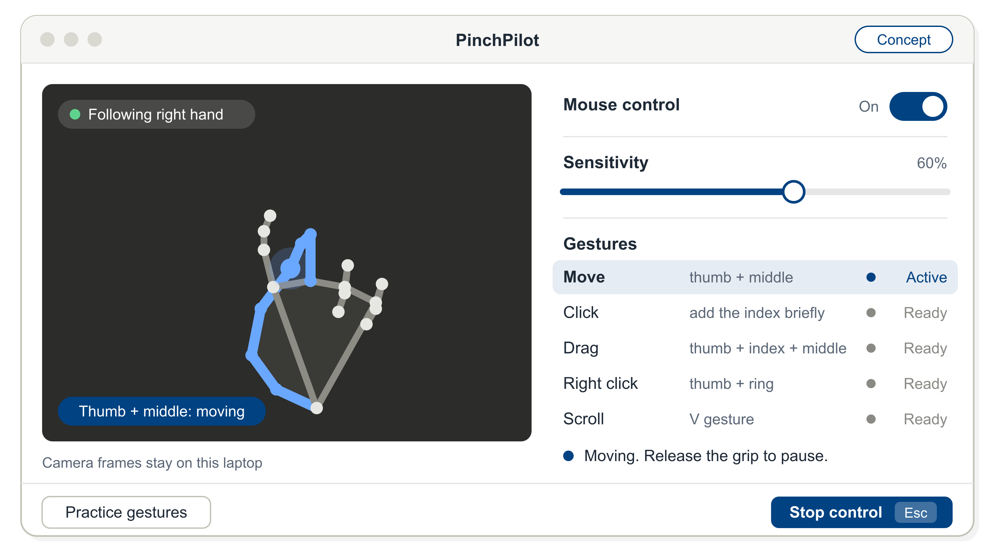 PinchPilot
Concept
Following right hand
Thumb + middle: moving
Camera frames stay on this laptop
Mouse control
On
Sensitivity
60%
Gestures
Move thumb + middle Active
Click add the index briefly Ready
Drag thumb + index + middle Ready
Right click thumb + ring Ready
Scroll V gesture Ready
Moving. Release the grip to pause.
Practice gestures
Stop control Esc